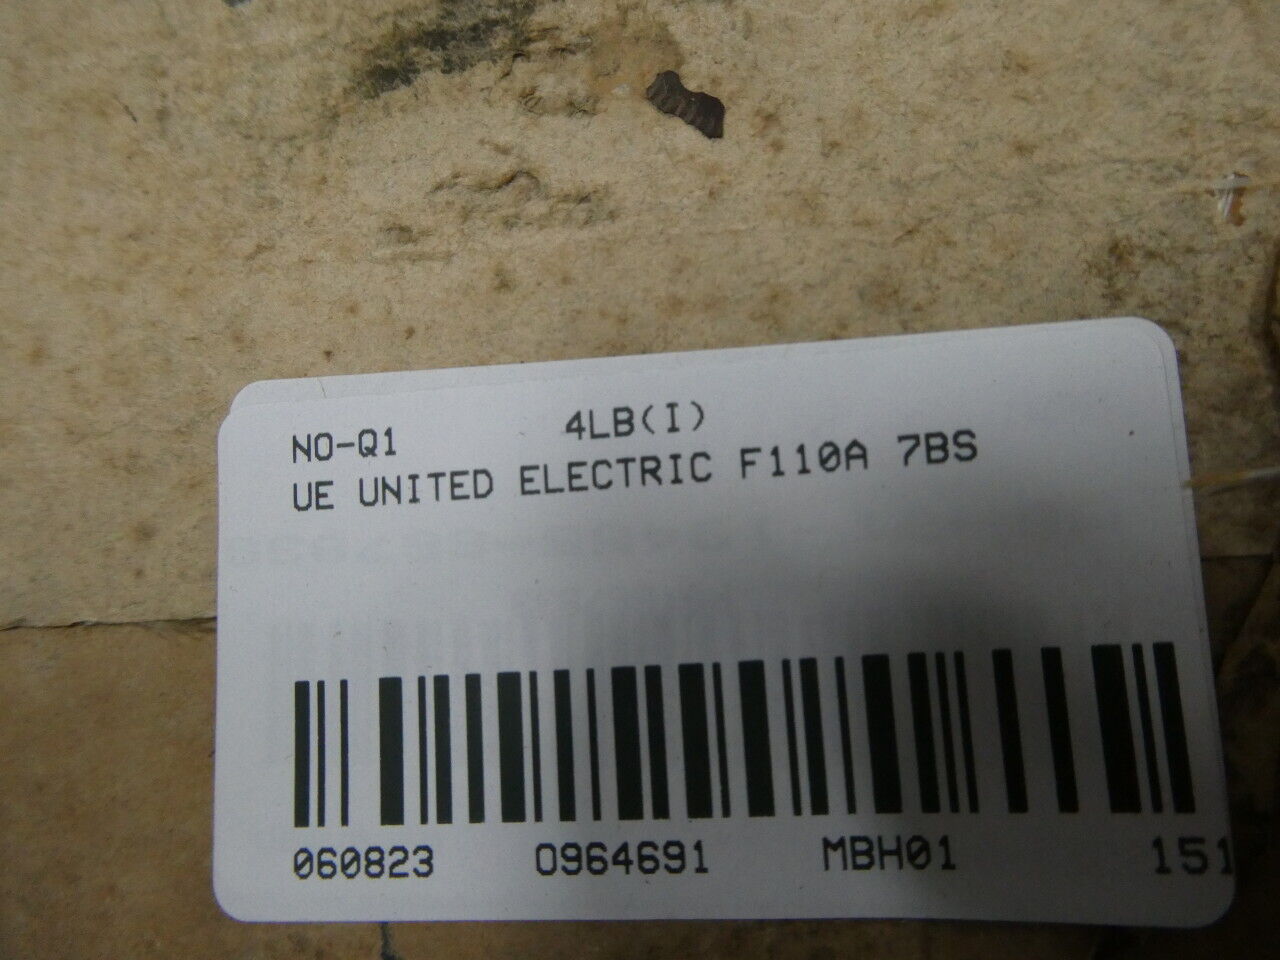 NO-Q1 4LB(I)
UE UNITED ELECTRIC F110A 7BS
060823 0964691 MBH01 151